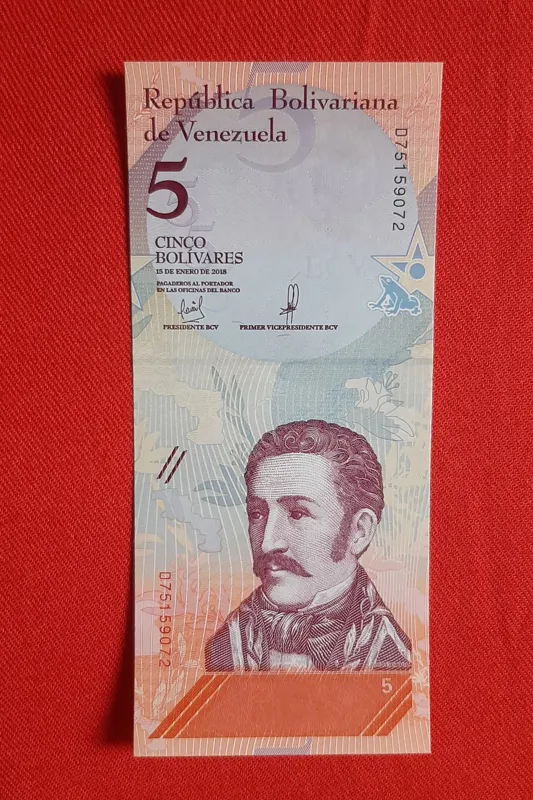 República Bolivariana
de Venezuela
5
CINCO
BOLÍVARES
15 DE ENERO DE 2018
PAGADEROS AL PORTADOR
EN LAS OFICINAS DEL BANCO
PRESIDENTE BCV
PRIMER VICEPRESIDENTE BCV
D75159072
D75159072
5